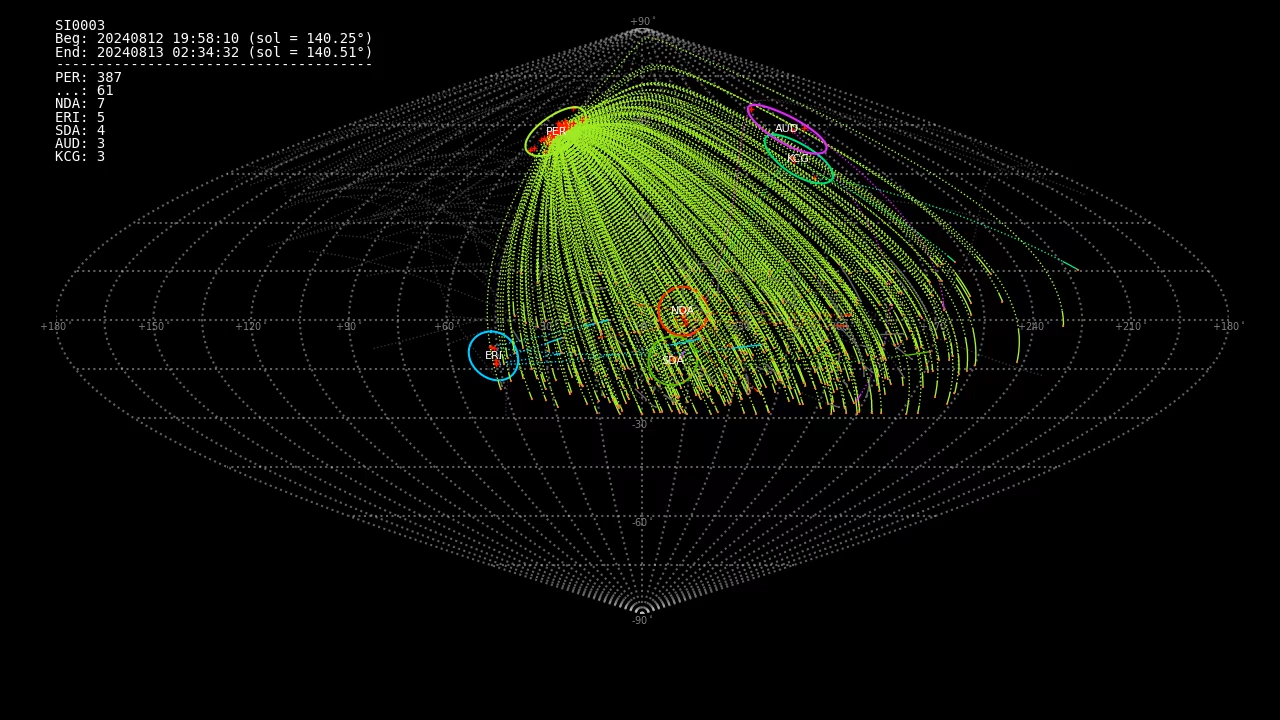 SI0003
Beg: 20240812 19:58:10 (sol = 140.25°)
End: 20240813 02:34:32 (sol = 140.51°)
--------------------------------------
PER: 387
...: 61
NDA: 7
ERI: 5
SDA: 4
AUD: 3
KCG: 3
+90°
PER
AUD
KCG
NDA
+180° +150° +120° +90 +60° +240° +210° +180°
ERI
SDA
-30
-60
-90°